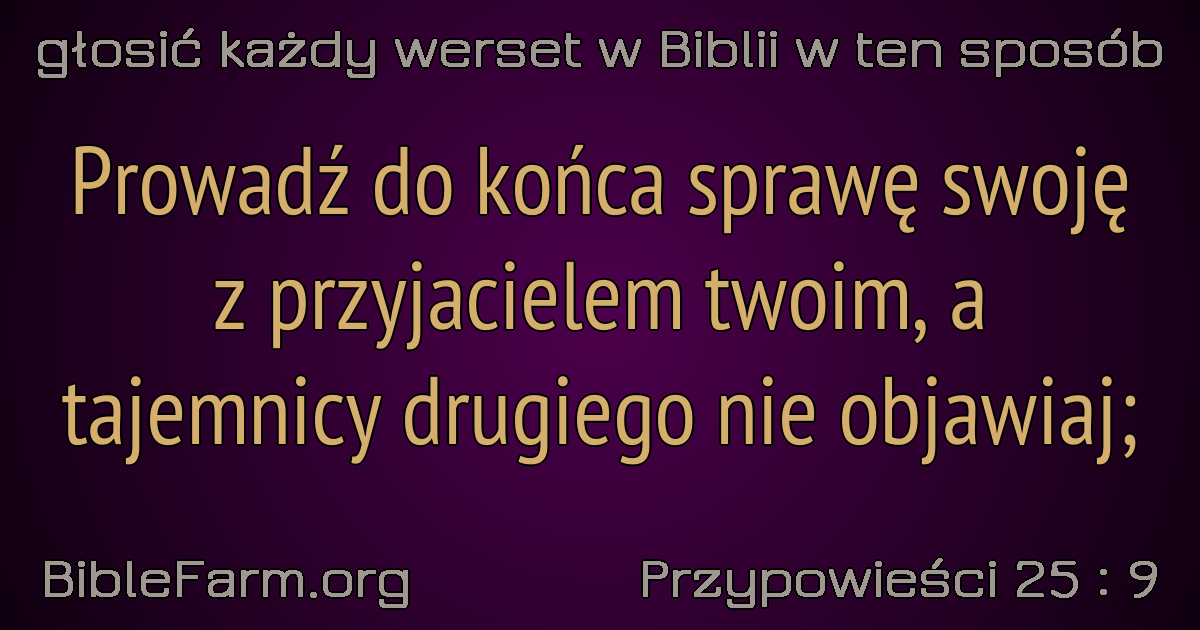 głosić każdy werset w Biblii w ten sposób
Prowadź do końca sprawę swoję
z przyjacielem twoim, a
tajemnicy drugiego nie objawiaj;
BibleFarm.org
Przypowieści 25 : 9